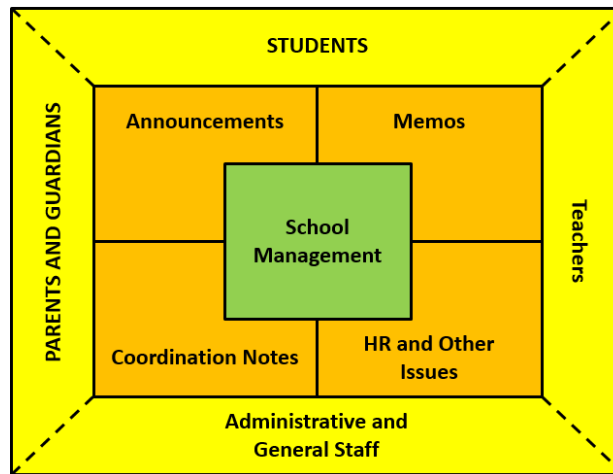 STUDENTS
PARENTS AND GUARDIANS
Announcements
Memos
School
Management
Teachers
Coordination Notes
HR and Other
Issues
Administrative and
General Staff